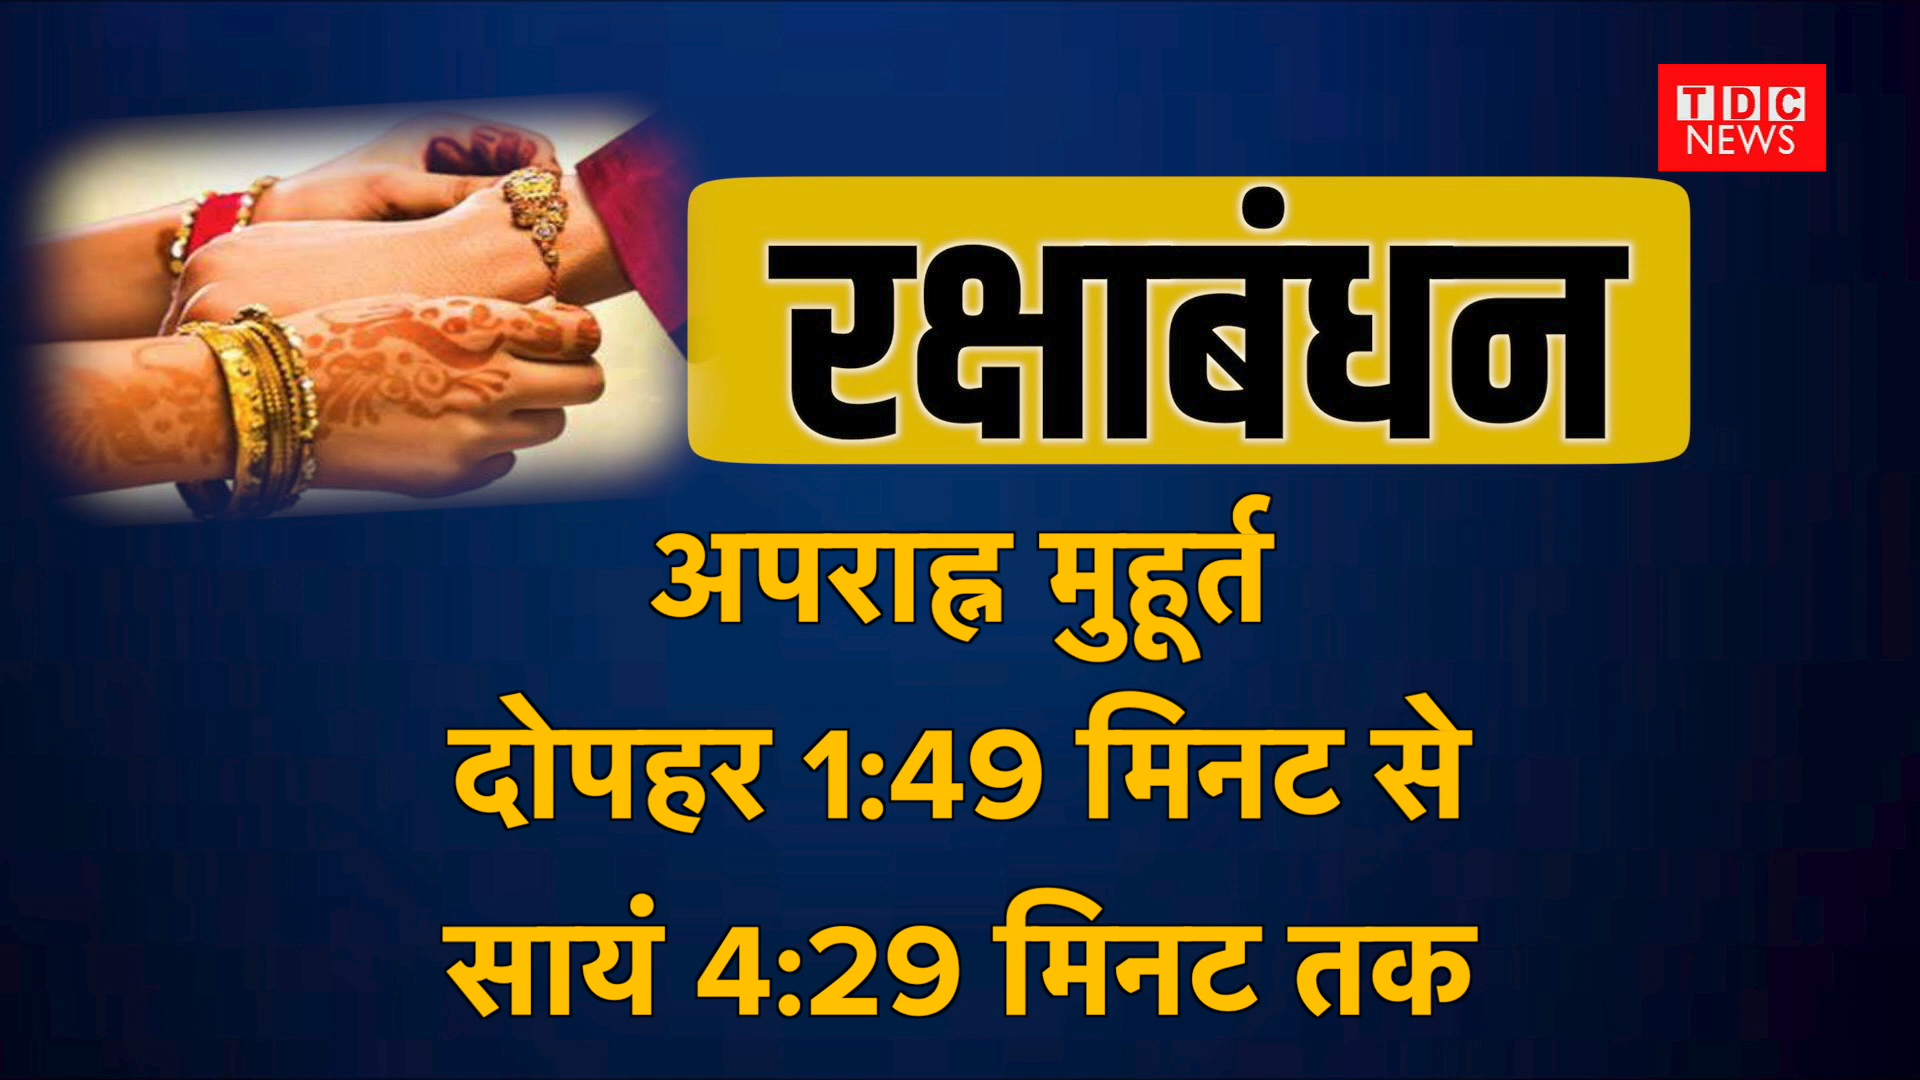 TDC
NEWS
रक्षाबंधन
अपराह्न मुहूर्त
दोपहर 1:49 मिनट से
सायं 4:29 मिनट तक